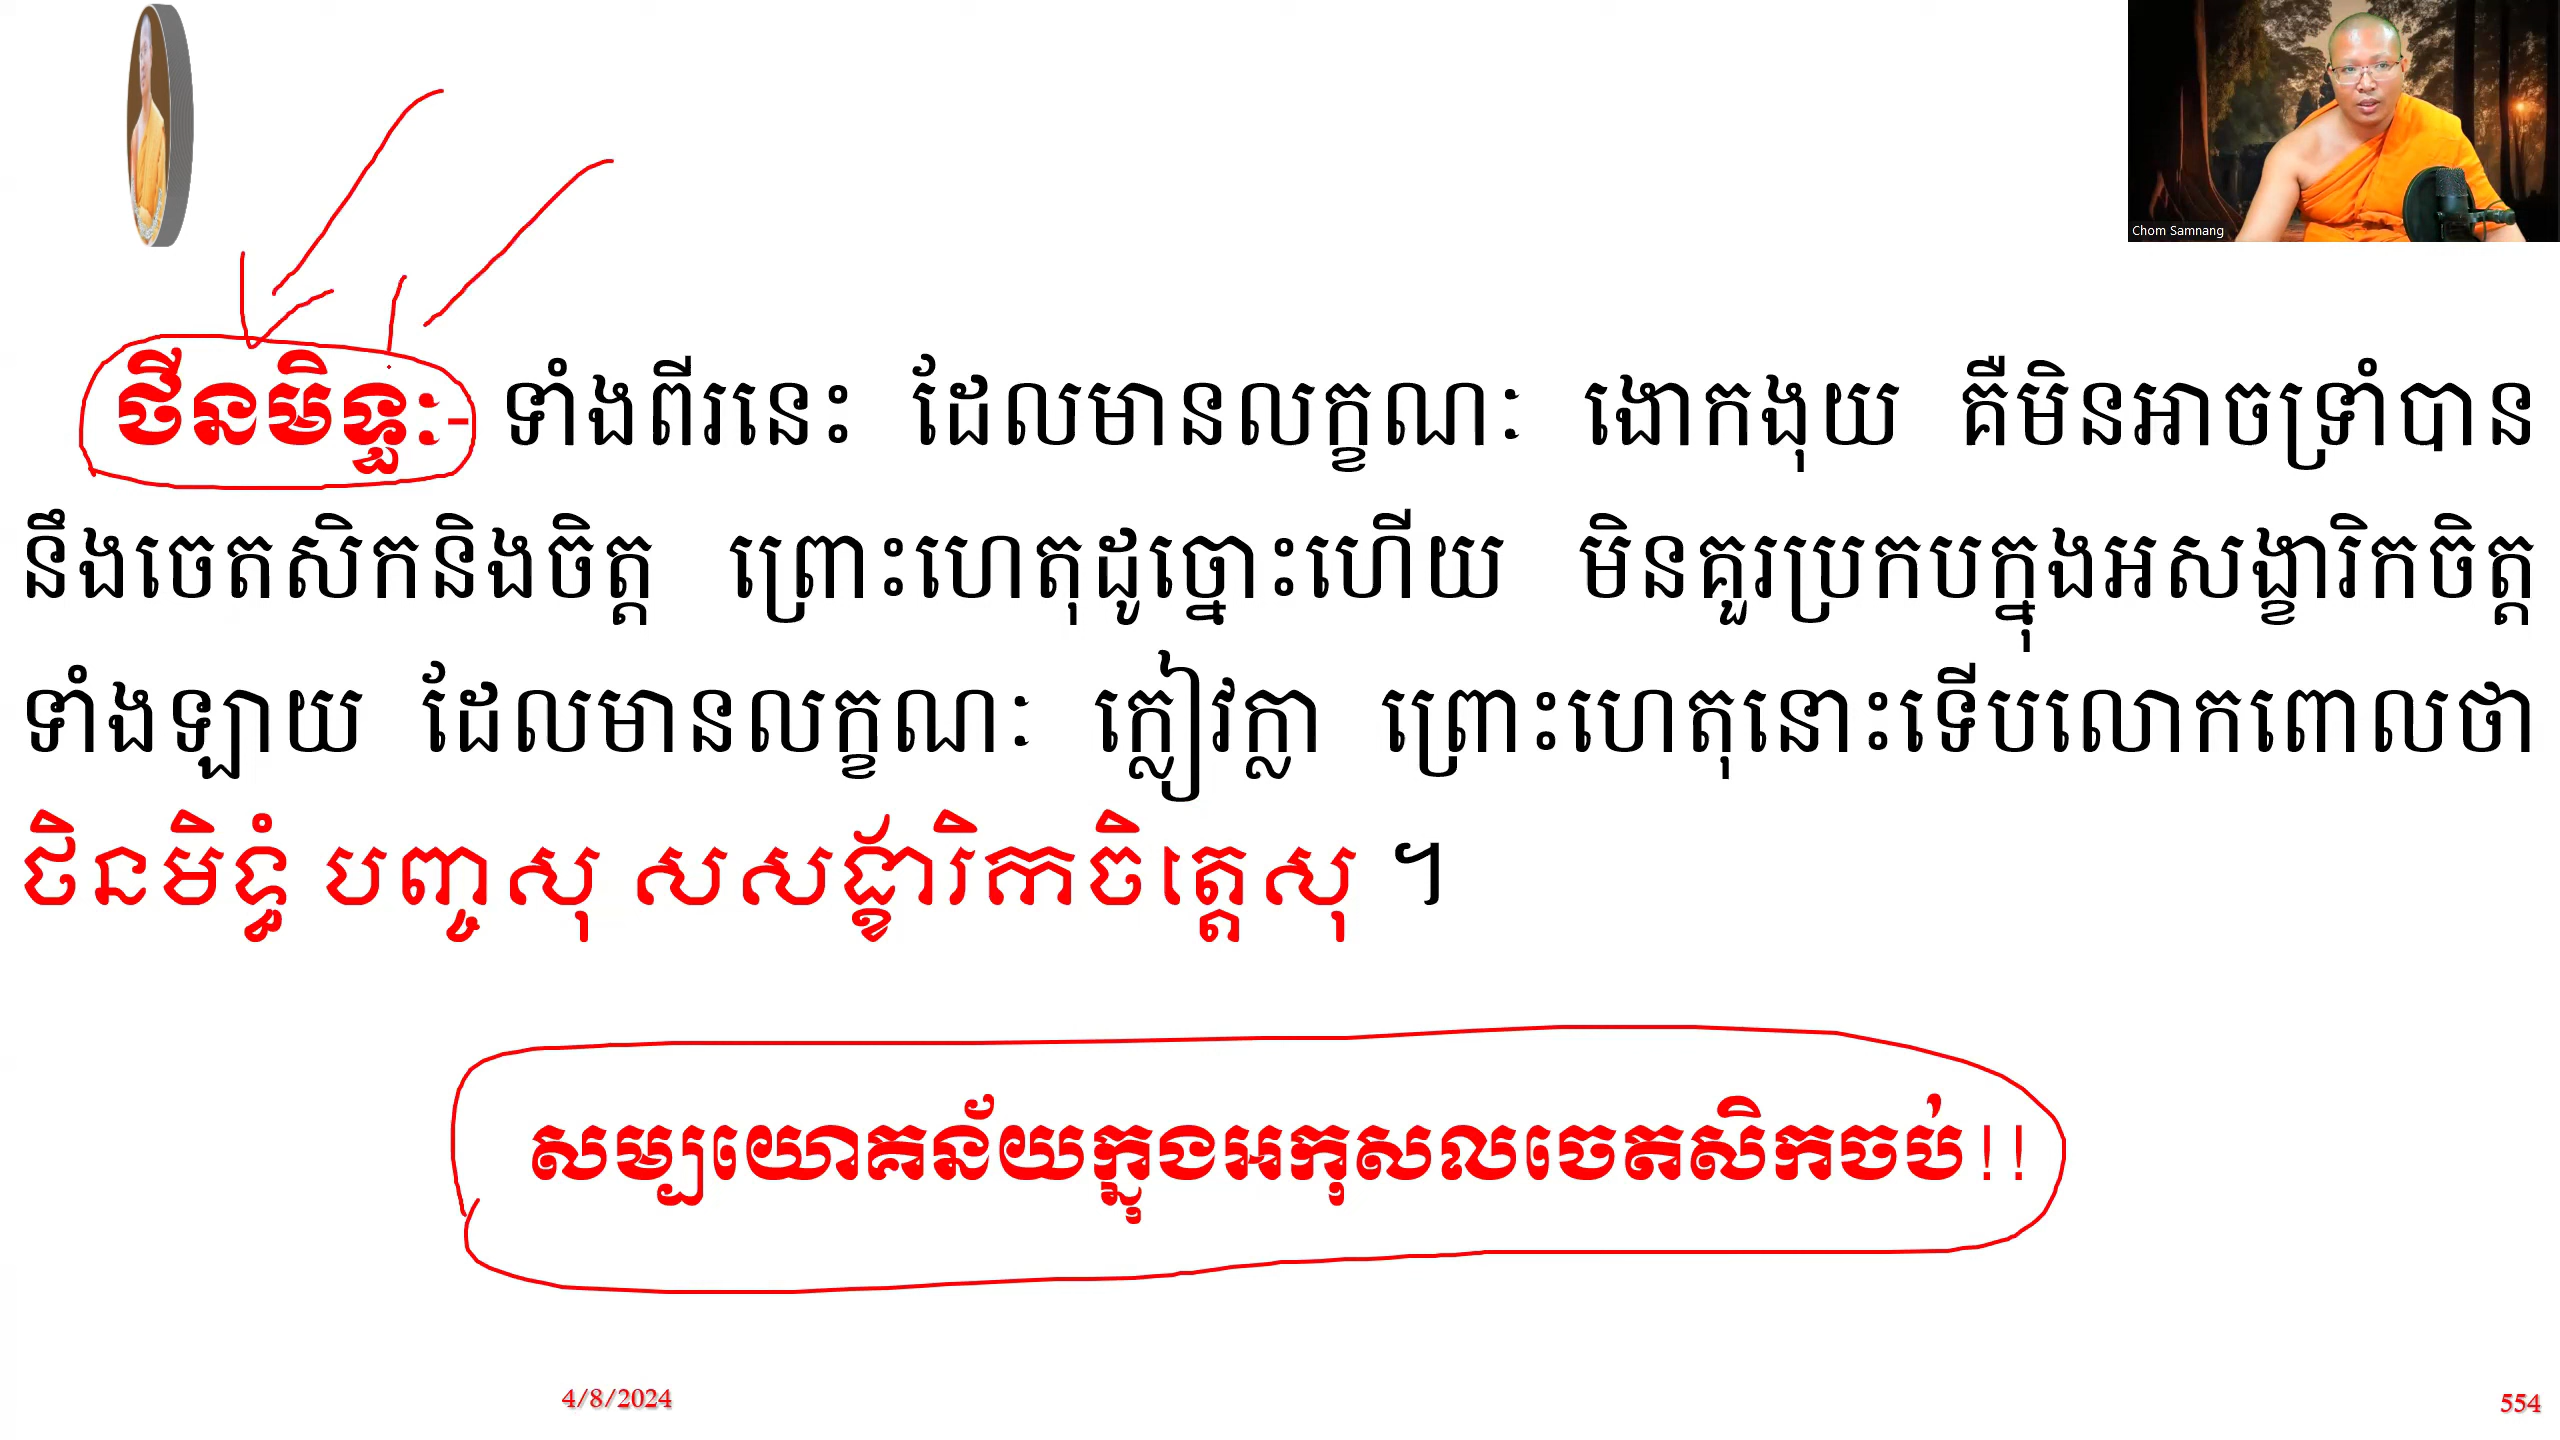 Chom Samnang
ថីនមិទ្ធៈ- ទាំងពីរនេះ ដែលមានលក្ខណៈ ងោកងុយ គឺមិនអាចទ្រាំបាន
នឹងចេតសិកនិងចិត្ត ព្រោះហេតុដូច្នោះហើយ មិនគួរប្រកបក្នុងអសង្ខារិកចិត្ត
ទាំងឡាយ ដែលមានលក្ខណៈ ក្លៀវក្លា ព្រោះហេតុនោះទើបលោកពោលថា
ថិនមិទ្ធំ បញ្ចសុ សសង្ខារិកចិត្តេសុ ។
សម្បយោគន័យក្នុងអកុសលចេតសិកចប់!!
4/8/2024
554